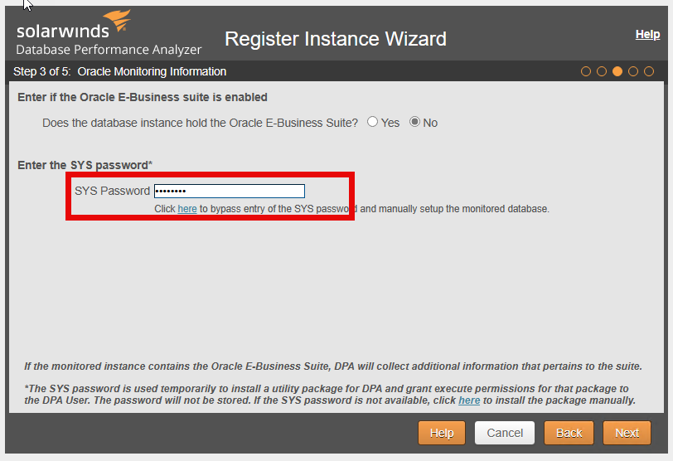 solarwinds
Database Performance Analyzer
Register Instance Wizard
Help
Step 3 of 5: Oracle Monitoring Information
Enter if the Oracle E-Business suite is enabled
Does the database instance hold the Oracle E-Business Suite? Yes No
Enter the SYS password*
SYS Password ••••••••
Click here to bypass entry of the SYS password and manually setup the monitored database.
If the monitored instance contains the Oracle E-Business Suite, DPA will collect additional information that pertains to the suite.
*The SYS password is used temporarily to install a utility package for DPA and grant execute permissions for that package to
the DPA User. The password will not be stored. If the SYS password is not available, click here to install the package manually.
Help Cancel Back Next